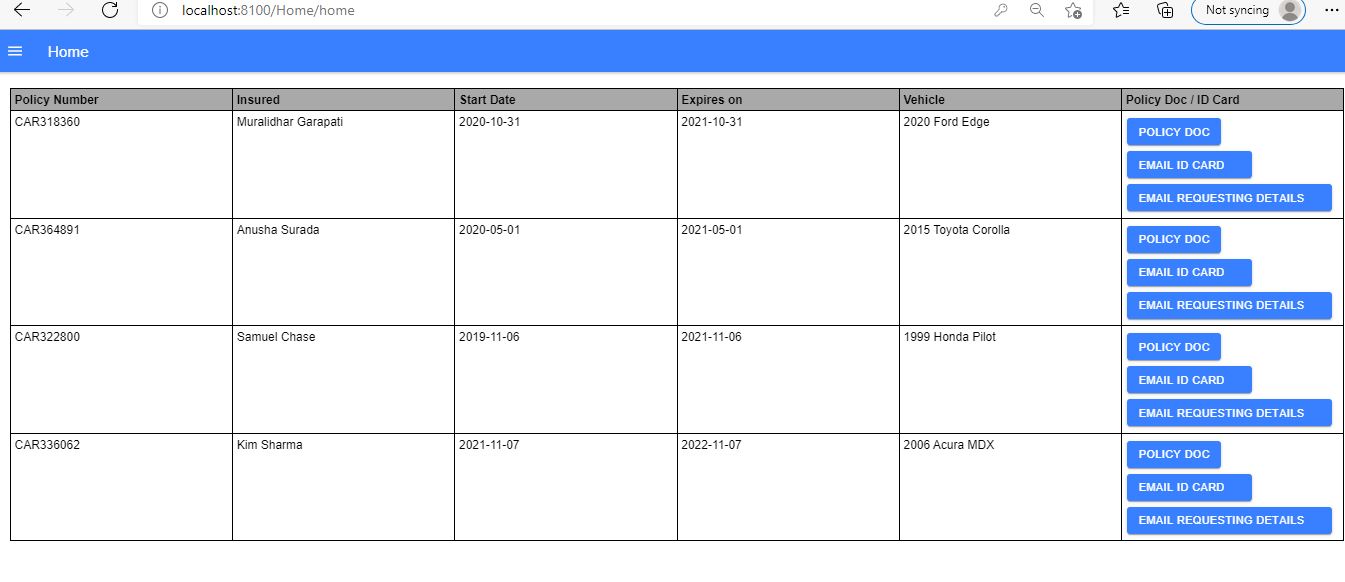 localhost:8100/Home/home
Not syncing
Home
Policy Number Insured Start Date Expires on Vehicle Policy Doc / ID Card
CAR318360 Muralidhar Garapati 2020-10-31 2021-10-31 2020 Ford Edge
POLICY DOC
EMAIL ID CARD
EMAIL REQUESTING DETAILS
CAR364891 Anusha Surada 2020-05-01 2021-05-01 2015 Toyota Corolla
POLICY DOC
EMAIL ID CARD
EMAIL REQUESTING DETAILS
CAR322800 Samuel Chase 2019-11-06 2021-11-06 1999 Honda Pilot
POLICY DOC
EMAIL ID CARD
EMAIL REQUESTING DETAILS
CAR336062 Kim Sharma 2021-11-07 2022-11-07 2006 Acura MDX
POLICY DOC
EMAIL ID CARD
EMAIL REQUESTING DETAILS